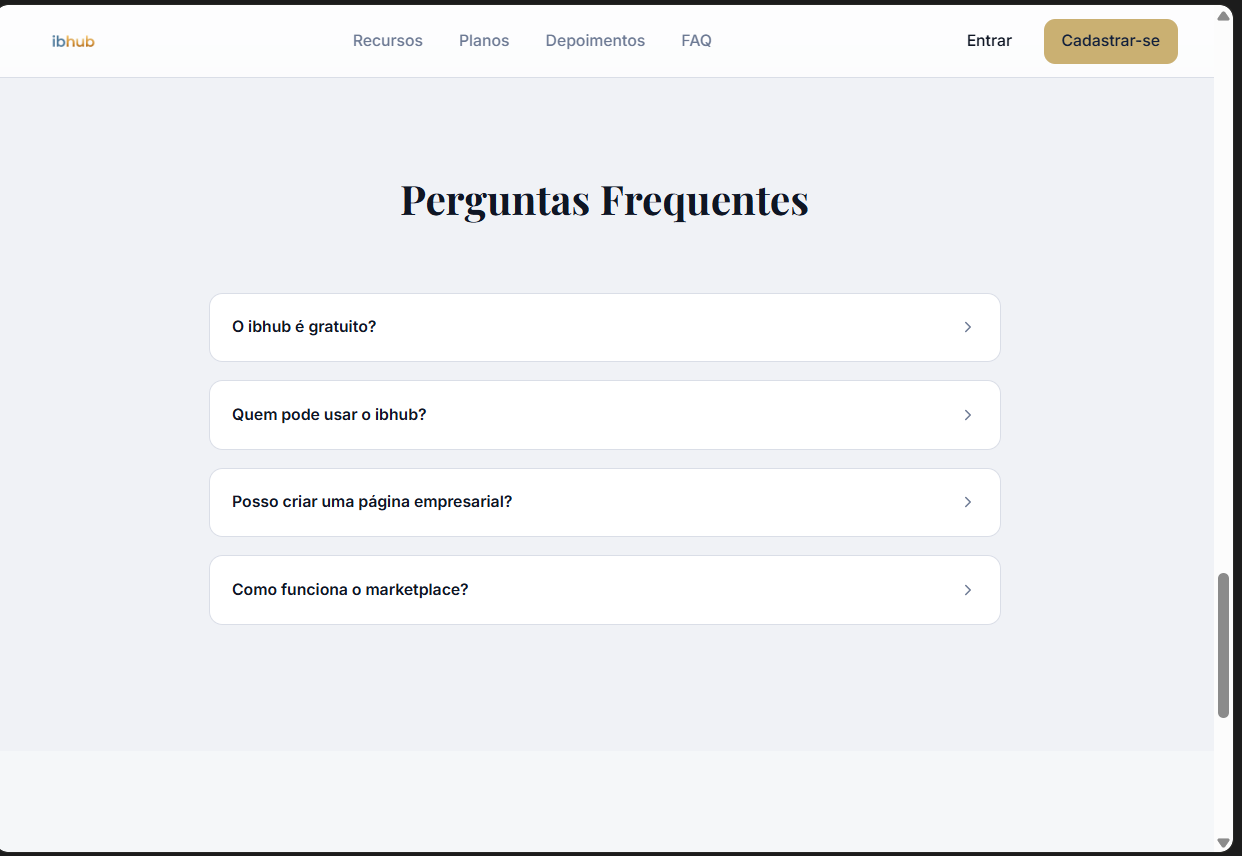 ibhub
Recursos
Planos
Depoimentos
FAQ
Entrar
Cadastrar-se
Perguntas Frequentes
O ibhub é gratuito?
Quem pode usar o ibhub?
Posso criar uma página empresarial?
Como funciona o marketplace?